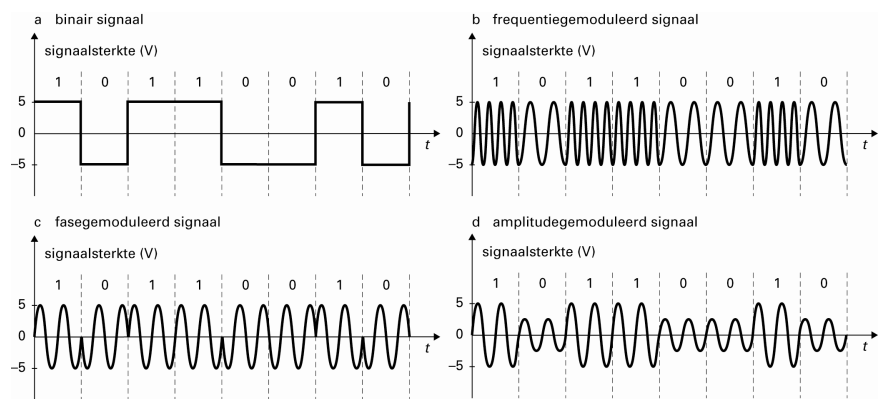 a binair signaal
signaalsterkte (V)
1 0 1 1 0 0 1 0
5
0
−5
t
b frequentiegemoduleerd signaal
signaalsterkte (V)
1 0 1 1 0 0 1 0
5
0
−5
t
c fasegemoduleerd signaal
signaalsterkte (V)
1 0 1 1 0 0 1 0
5
0
−5
t
d amplitudegemoduleerd signaal
signaalsterkte (V)
1 0 1 1 0 0 1 0
5
0
−5
t